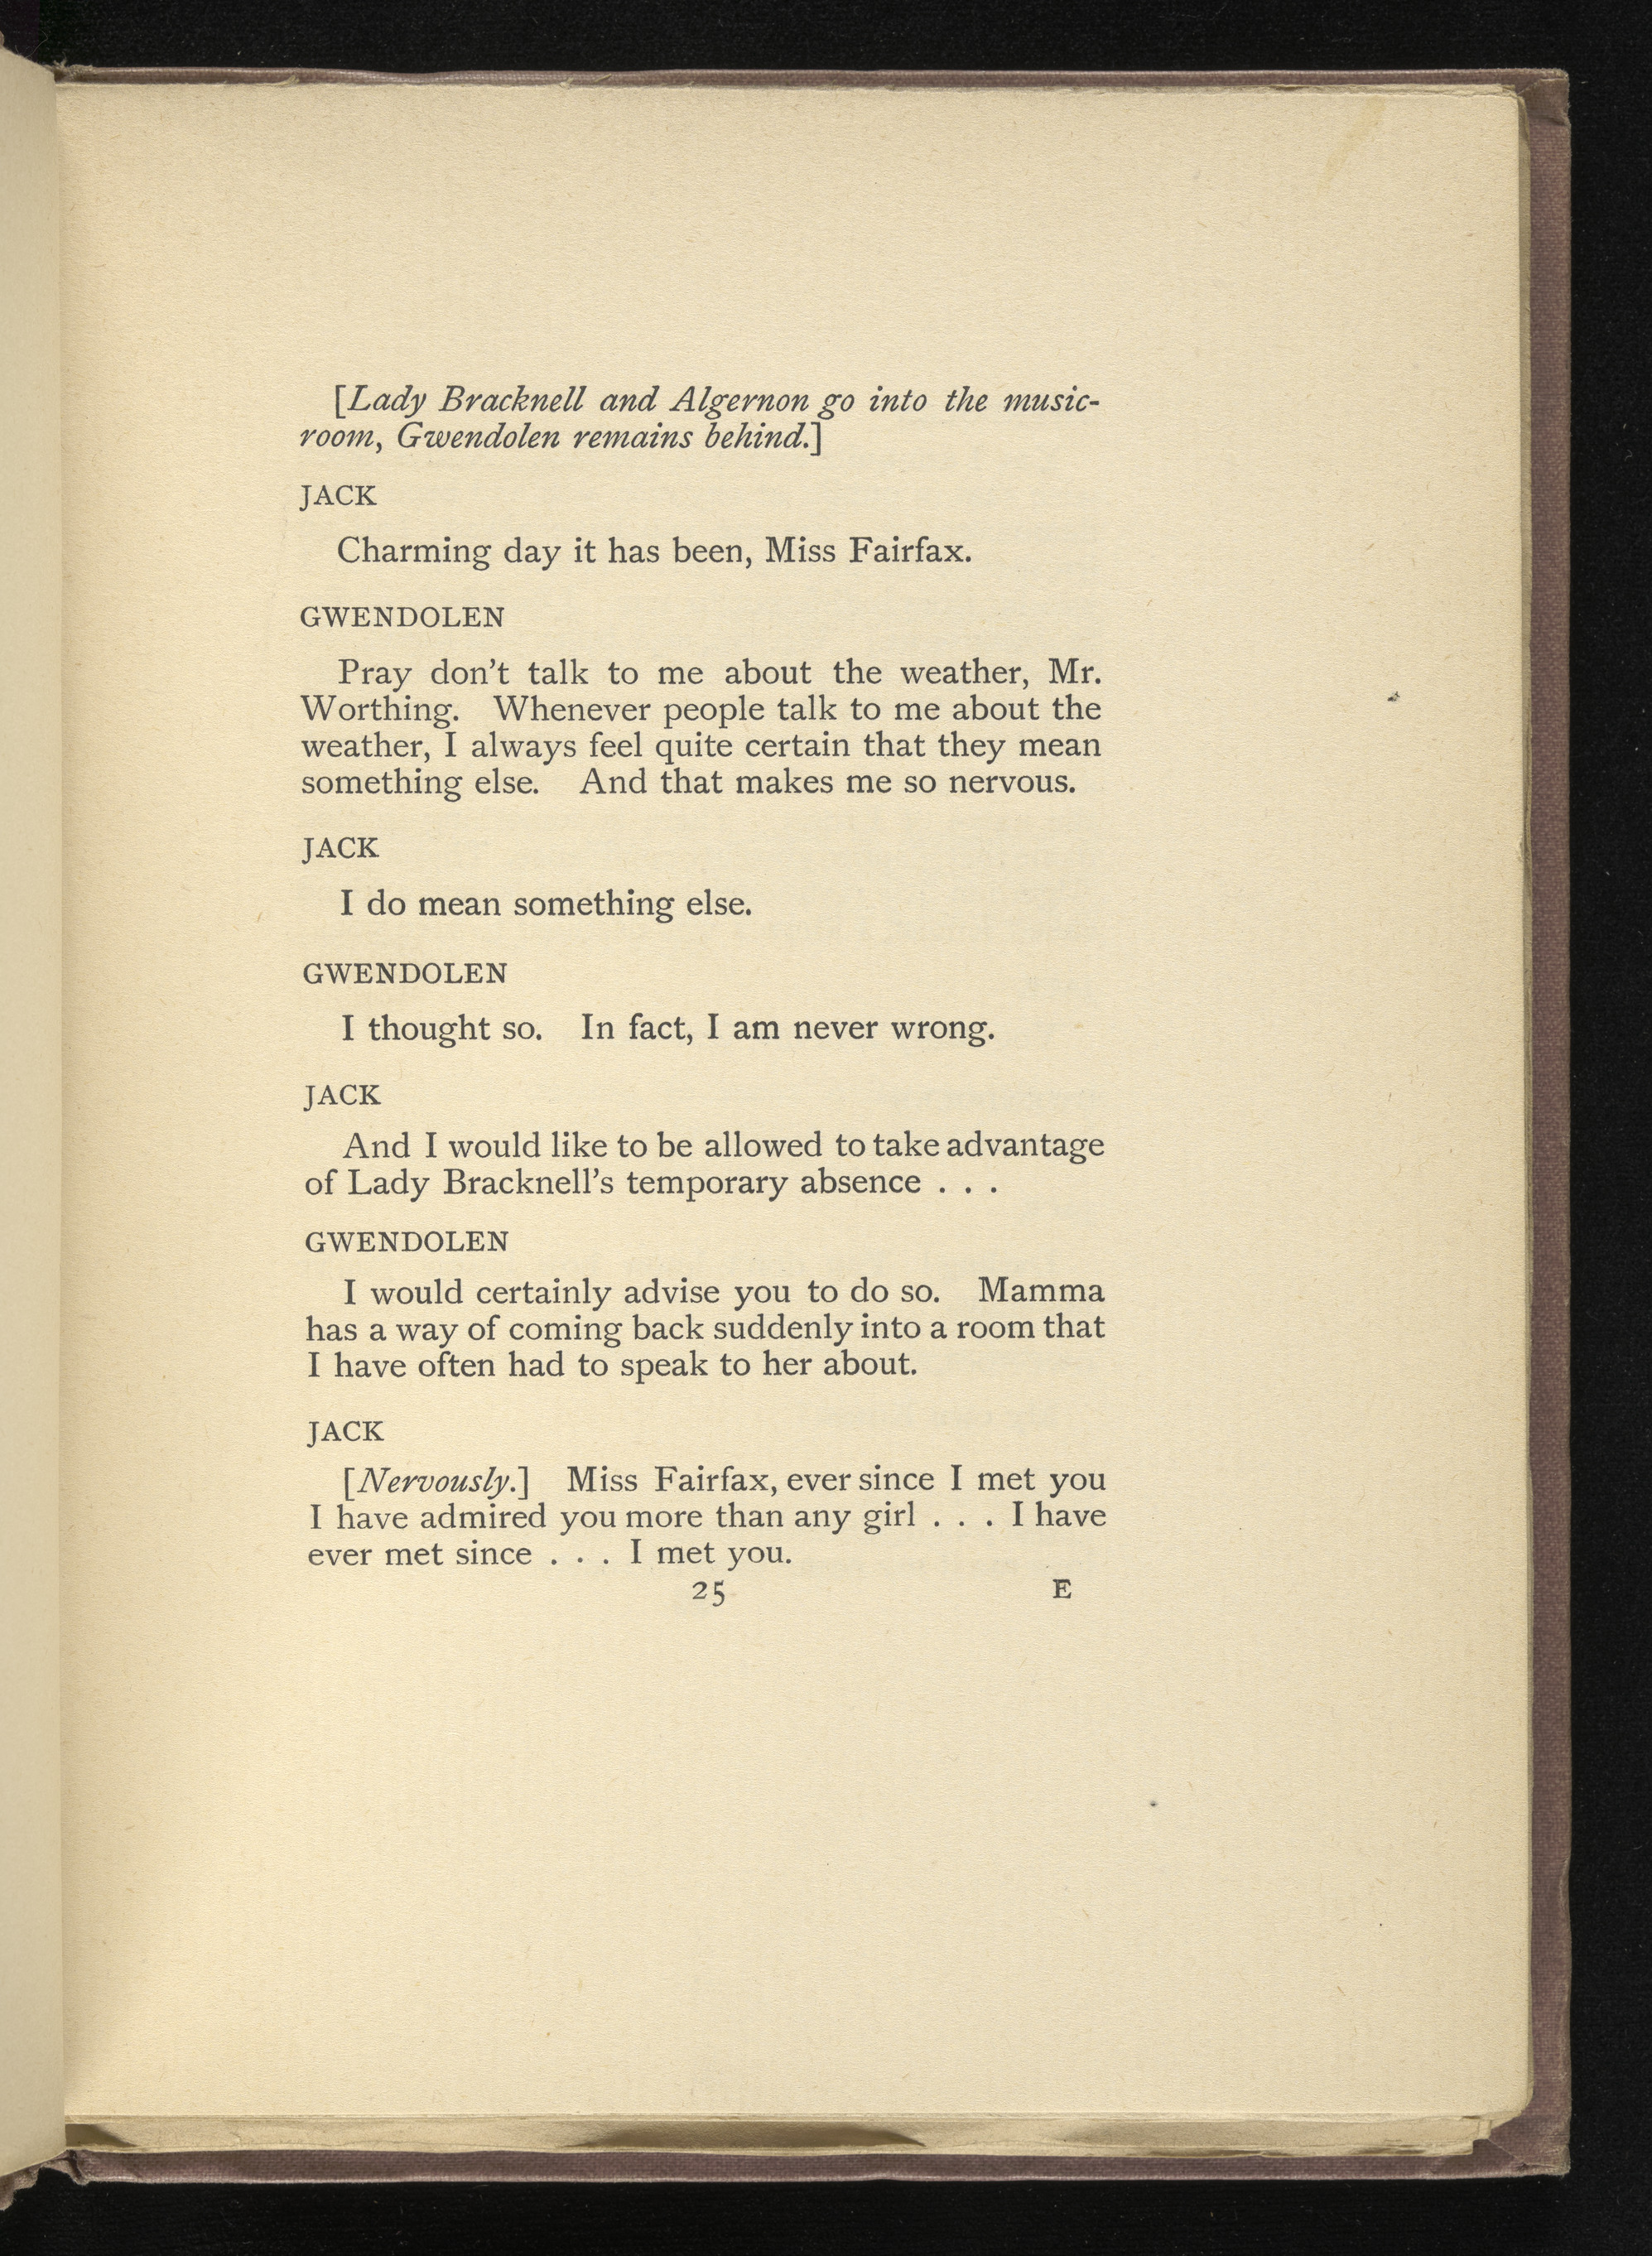 [Lady Bracknell and Algernon go into the music-
room, Gwendolen remains behind.]
JACK
Charming day it has been, Miss Fairfax.
GWENDOLEN
Pray don't talk to me about the weather, Mr.
Worthing. Whenever people talk to me about the
weather, I always feel quite certain that they mean
something else. And that makes me so nervous.
JACK
I do mean something else.
GWENDOLEN
I thought so. In fact, I am never wrong.
JACK
And I would like to be allowed to take advantage
of Lady Bracknell's temporary absence . . .
GWENDOLEN
I would certainly advise you to do so. Mamma
has a way of coming back suddenly into a room that
I have often had to speak to her about.
JACK
[Nervously.] Miss Fairfax, ever since I met you
I have admired you more than any girl . . . I have
ever met since . . . I met you.
25 E